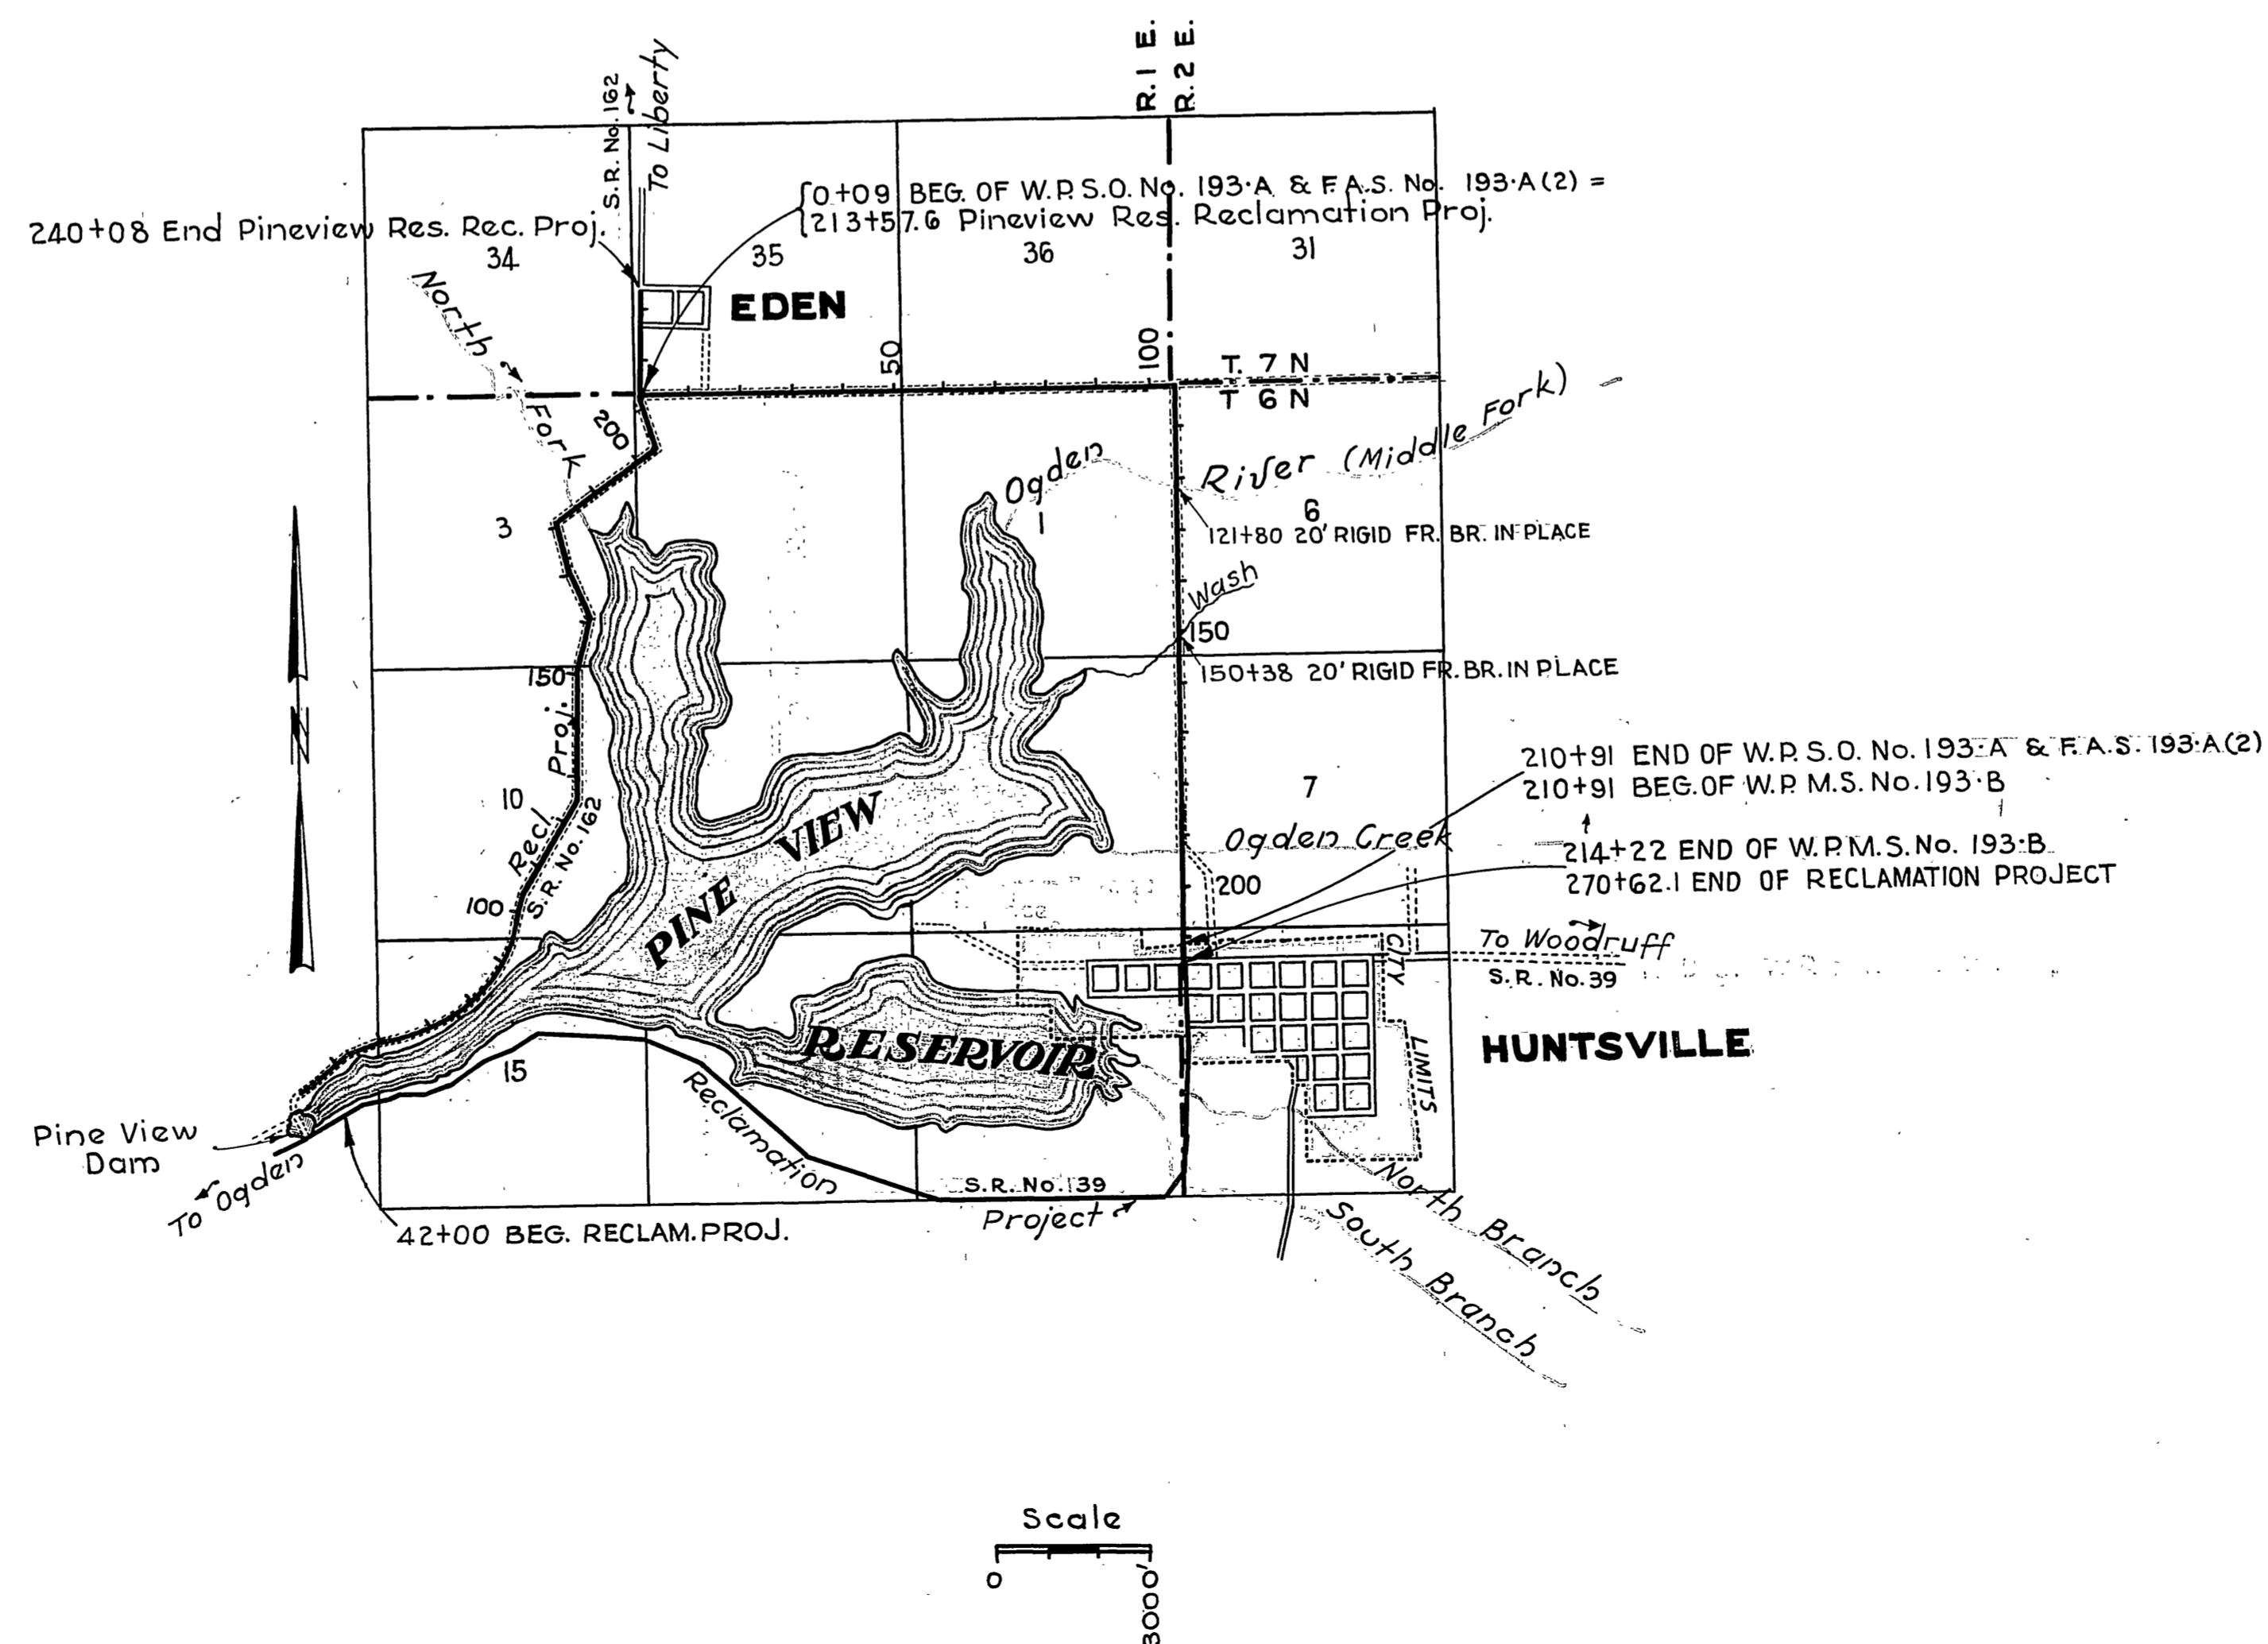 R. 1 E.
R. 2 E.
S.R. No. 162
To Liberty
0+09 BEG. OF W.P.S.O. No. 193·A & F.A.S. No. 193·A(2) =
213+57.6 Pineview Res. Reclamation Proj.
240+08 End Pineview Res. Rec. Proj.
34
35
36
31
EDEN
North
Fork
50
100
T. 7 N
T 6 N
200
Ogden
River (Middle Fork)
3
1
6
121+80 20' RIGID FR. BR. IN PLACE
Wash
150
150+38 20' RIGID FR. BR. IN PLACE
150
Recl. Proj.
S.R. No. 162
10
7
100
210+91 END OF W.P.S.O. No. 193·A & F.A.S. 193·A(2)
210+91 BEG. OF W.P.M.S. No. 193·B
Ogden Creek
214+22 END OF W.P.M.S. No. 193·B
270+62.1 END OF RECLAMATION PROJECT
200
PINE VIEW
RESERVOIR
CITY
LIMITS
To Woodruff
S.R. No. 39
HUNTSVILLE
15
Pine View
Dam
To Ogden
Reclamation
S.R. No. 139
Project
42+00 BEG. RECLAM. PROJ.
North Branch
South Branch
N
Scale
0
3000'